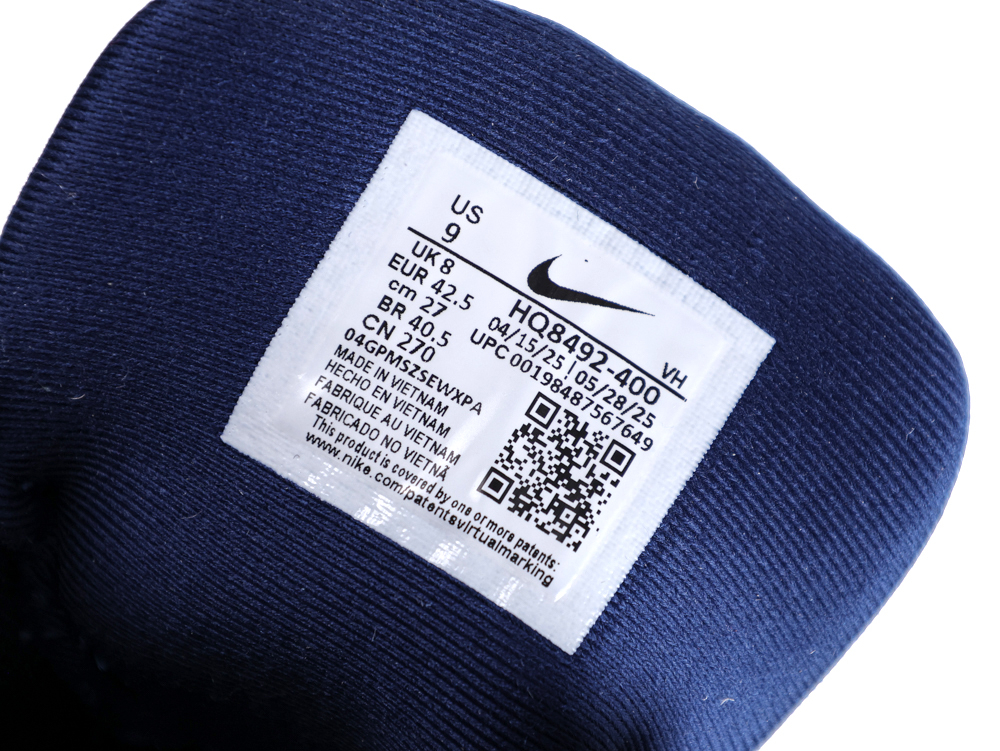 US
9
UK 8
EUR 42.5
cm 27
BR 40.5
CN 270
VH
HQ8492-400
04/15/25 | 05/28/25
UPC 00198487567649
04GPMSZSEWXPA
MADE IN VIETNAM
HECHO EN VIETNAM
FABRIQUE AU VIETNAM
FABRICADO NO VIETNÃ
This product is covered by one or more patents:
www.nike.com/patentsvirtualmarking